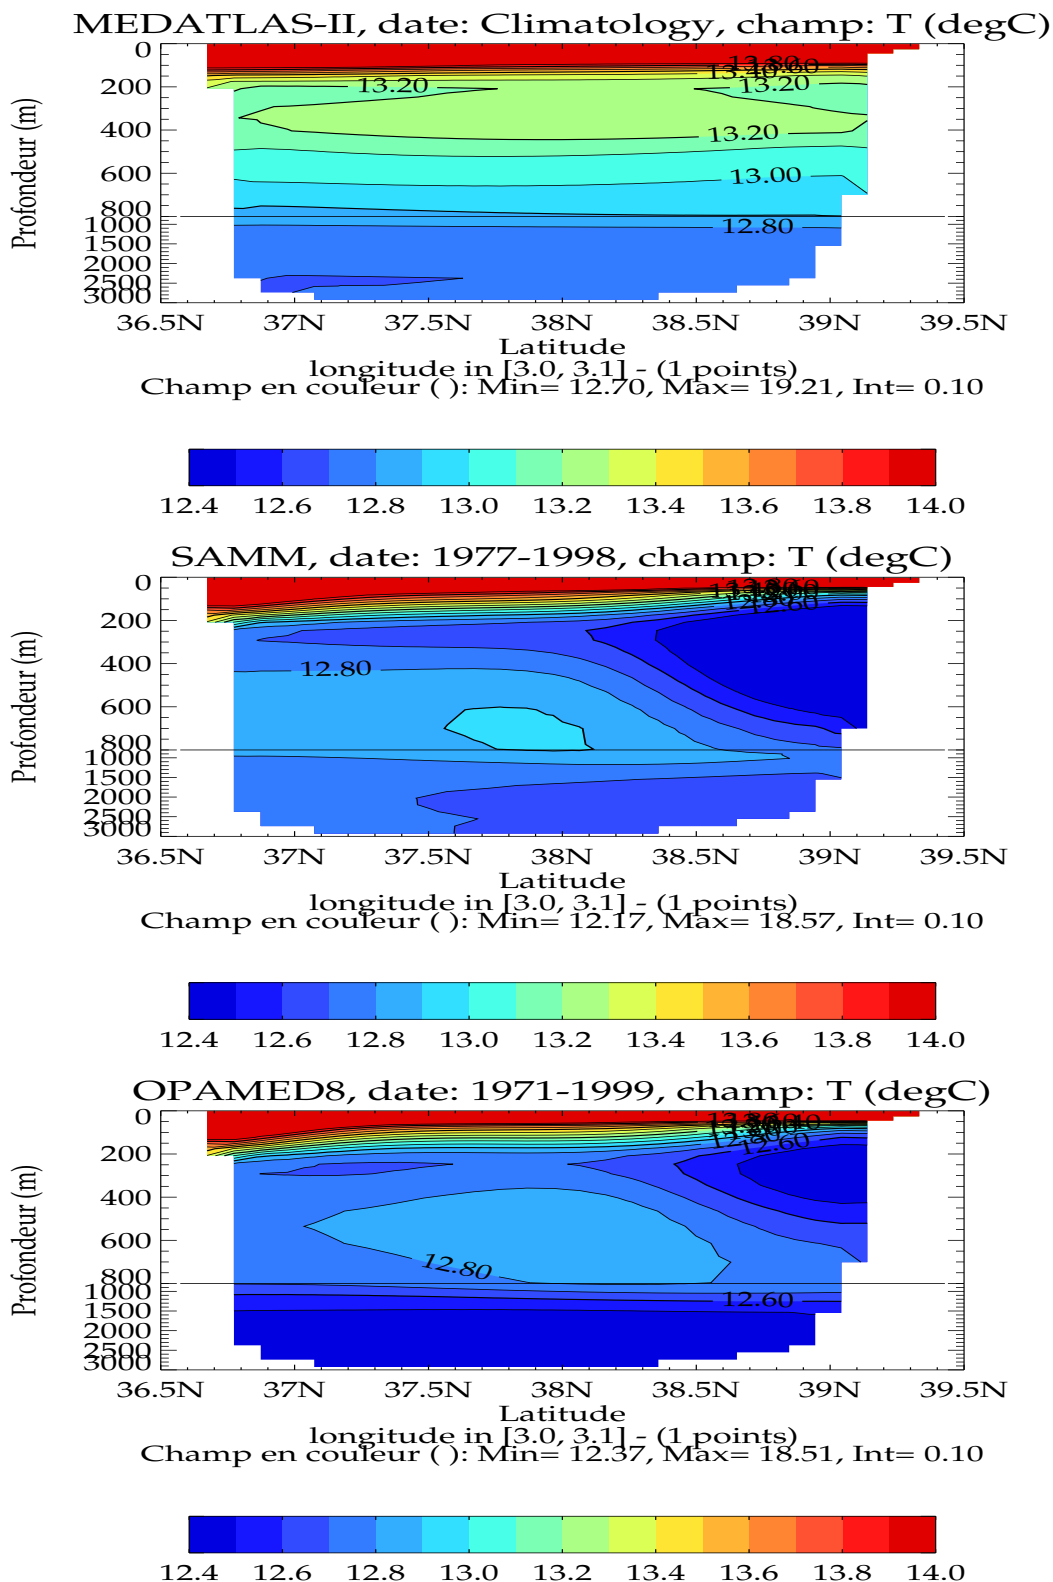 MEDATLAS-II, date: Climatology, champ: T (degC)
Profondeur (m)
0
200
400
600
800
1000
1500
2000
2500
3000
13.80
13.60
13.40
13.20
13.20
13.20
13.00
12.80
36.5N 37N 37.5N 38N 38.5N 39N 39.5N
Latitude
longitude in [3.0, 3.1] - (1 points)
Champ en couleur ( ): Min= 12.70, Max= 19.21, Int= 0.10
12.4 12.6 12.8 13.0 13.2 13.4 13.6 13.8 14.0
SAMM, date: 1977-1998, champ: T (degC)
Profondeur (m)
0
200
400
600
800
1000
1500
2000
2500
3000
12.60
12.80
36.5N 37N 37.5N 38N 38.5N 39N 39.5N
Latitude
longitude in [3.0, 3.1] - (1 points)
Champ en couleur ( ): Min= 12.17, Max= 18.57, Int= 0.10
12.4 12.6 12.8 13.0 13.2 13.4 13.6 13.8 14.0
OPAMED8, date: 1971-1999, champ: T (degC)
Profondeur (m)
0
200
400
600
800
1000
1500
2000
2500
3000
12.60
12.80
12.60
36.5N 37N 37.5N 38N 38.5N 39N 39.5N
Latitude
longitude in [3.0, 3.1] - (1 points)
Champ en couleur ( ): Min= 12.37, Max= 18.51, Int= 0.10
12.4 12.6 12.8 13.0 13.2 13.4 13.6 13.8 14.0